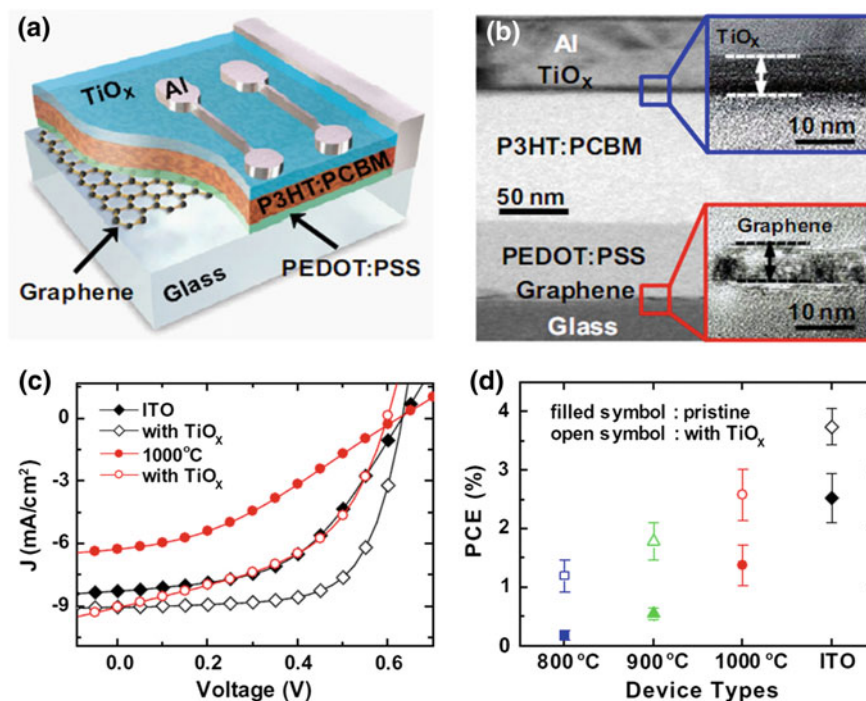 (a)
TiOx
Al
P3HT:PCBM
PEDOT:PSS
Graphene
Glass
(b)
Al
TiOx
P3HT:PCBM
50 nm
PEDOT:PSS
Graphene
Glass
TiOx
10 nm
Graphene
10 nm
(c)
0
-3
-6
-9
J (mA/cm²)
ITO
with TiOx
1000°C
with TiOx
0.0 0.2 0.4 0.6
Voltage (V)
(d)
4
3
2
1
0
PCE (%)
filled symbol : pristine
open symbol : with TiOx
800°C 900°C 1000°C ITO
Device Types